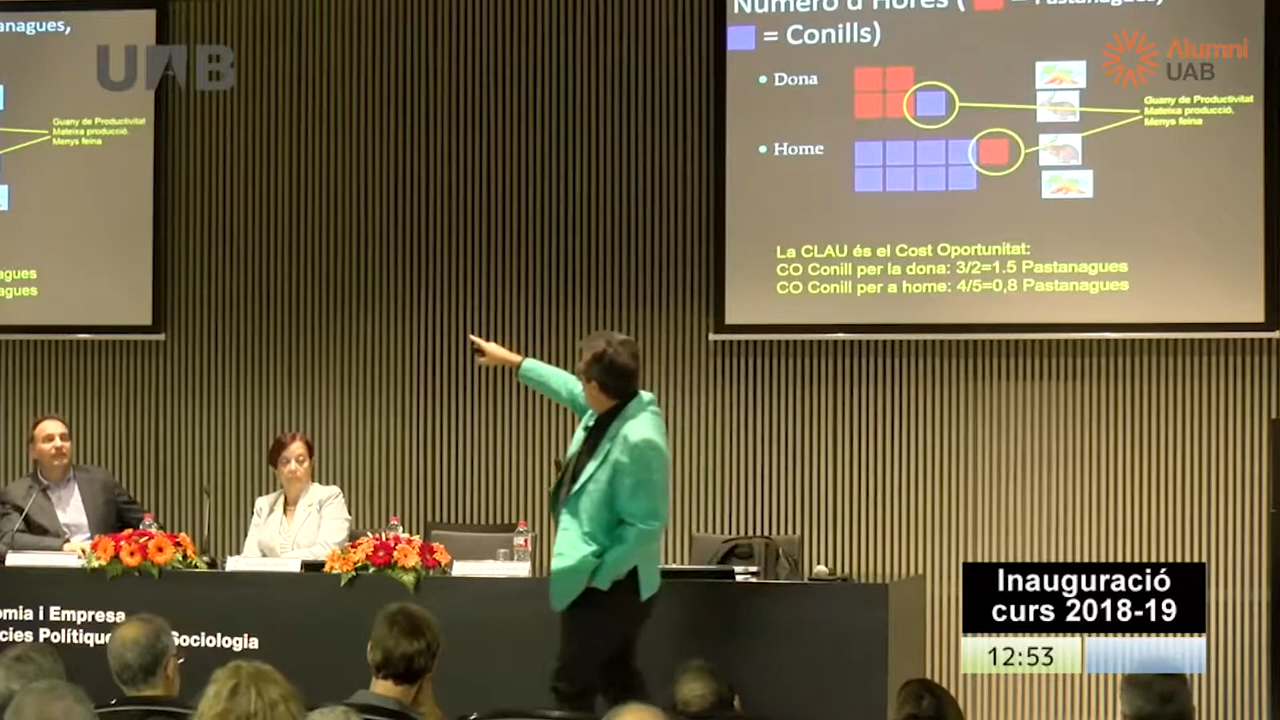 anagues,
UAB
Guany de Productivitat
Mateixa producció,
Menys feina
agues
agues
Número d'Hores ( = Pastanagues,
= Conills)
Alumni
UAB
Dona
Home
Guany de Productivitat
Mateixa producció,
Menys feina
La CLAU és el Cost Oportunitat:
CO Conill per la dona: 3/2=1.5 Pastanagues
CO Conill per a home: 4/5=0,8 Pastanagues
omia i Empresa
cies Polítique Sociologia
Inauguració
curs 2018-19
12:53